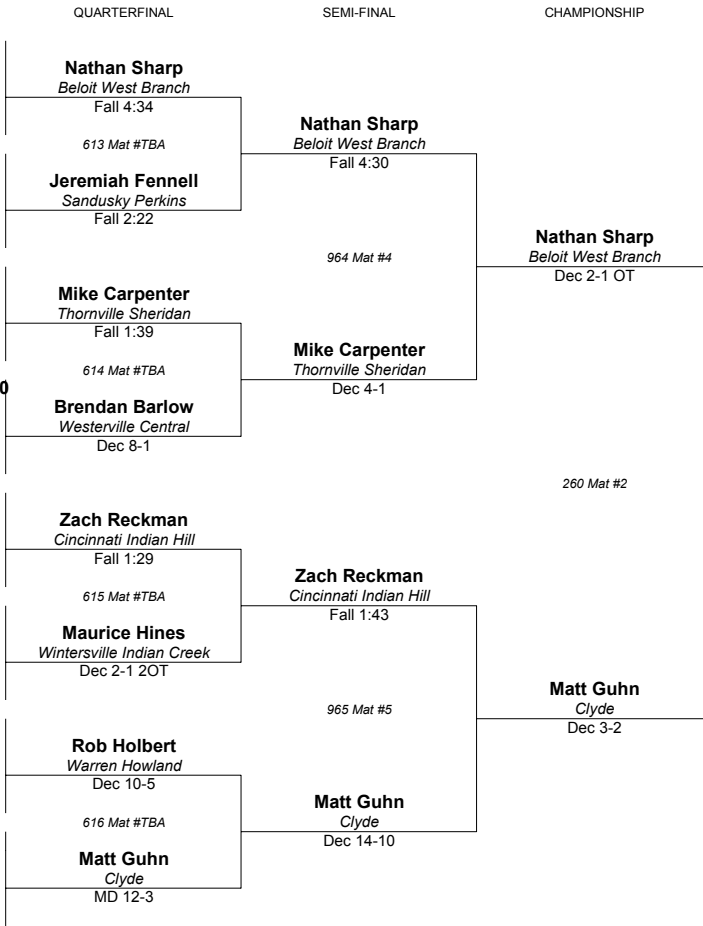 QUARTERFINAL
SEMI-FINAL
CHAMPIONSHIP
Nathan Sharp
Beloit West Branch
Fall 4:34
613 Mat #TBA
Jeremiah Fennell
Sandusky Perkins
Fall 2:22
Mike Carpenter
Thornville Sheridan
Fall 1:39
614 Mat #TBA
0
Brendan Barlow
Westerville Central
Dec 8-1
Zach Reckman
Cincinnati Indian Hill
Fall 1:29
615 Mat #TBA
Maurice Hines
Wintersville Indian Creek
Dec 2-1 2OT
Rob Holbert
Warren Howland
Dec 10-5
616 Mat #TBA
Matt Guhn
Clyde
MD 12-3
Nathan Sharp
Beloit West Branch
Fall 4:30
964 Mat #4
Mike Carpenter
Thornville Sheridan
Dec 4-1
Zach Reckman
Cincinnati Indian Hill
Fall 1:43
965 Mat #5
Matt Guhn
Clyde
Dec 14-10
Nathan Sharp
Beloit West Branch
Dec 2-1 OT
260 Mat #2
Matt Guhn
Clyde
Dec 3-2